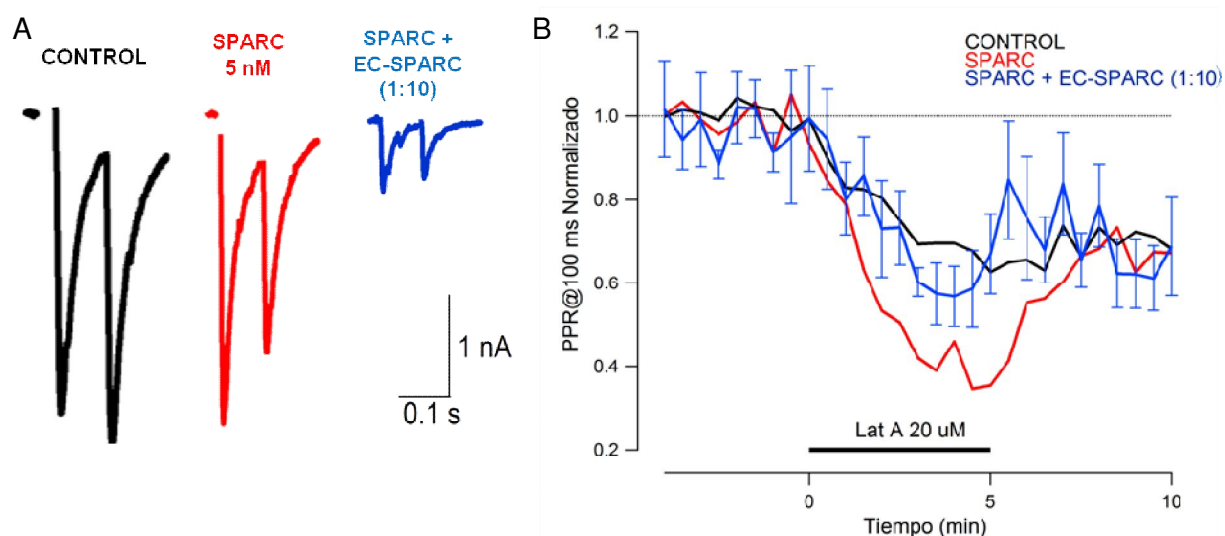 A
CONTROL
SPARC
5 nM
SPARC +
EC-SPARC
(1:10)
1 nA
0.1 s
B
CONTROL
SPARC
SPARC + EC-SPARC (1:10)
PPR@100 ms Normalizado
1.2
1.0
0.8
0.6
0.4
0.2
Lat A 20 uM
0
5
10
Tiempo (min)